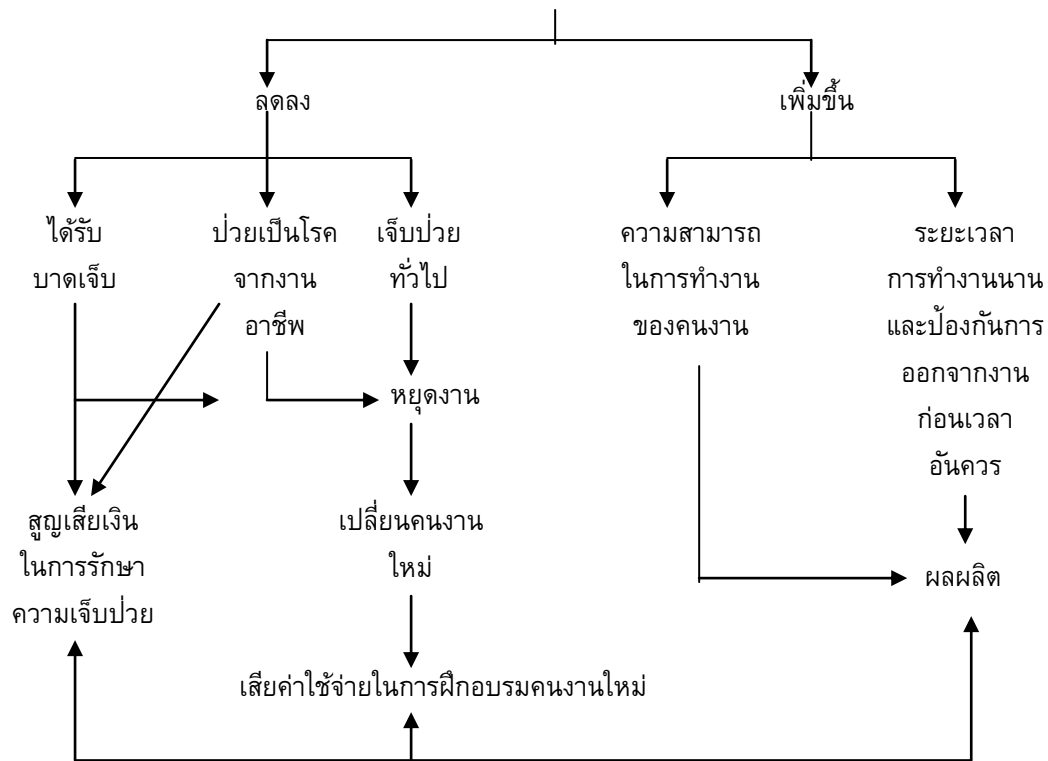 ลดลง
เพิ่มขึ้น
ได้รับ
บาดเจ็บ
ป่วยเป็นโรค
จากงาน
อาชีพ
เจ็บป่วย
ทั่วไป
ความสามารถ
ในการทำงาน
ของคนงาน
ระยะเวลา
การทำงานนาน
และป้องกันการ
ออกจากงาน
ก่อนเวลา
อันควร
หยุดงาน
สูญเสียเงิน
ในการรักษา
ความเจ็บป่วย
เปลี่ยนคนงาน
ใหม่
ผลผลิต
เสียค่าใช้จ่ายในการฝึกอบรมคนงานใหม่